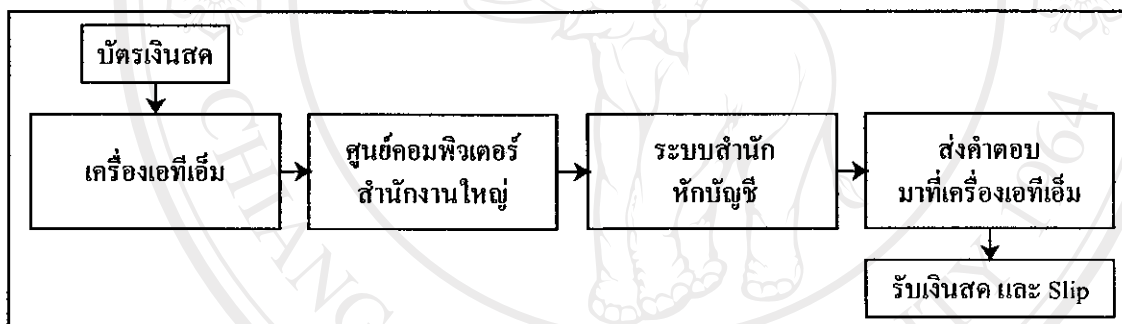 บัตรเงินสด
เครื่องเอทีเอ็ม
ศูนย์คอมพิวเตอร์
สำนักงานใหญ่
ระบบสำนัก
หักบัญชี
ส่งคำตอบ
มาที่เครื่องเอทีเอ็ม
รับเงินสด และ Slip
CHIANG
1964